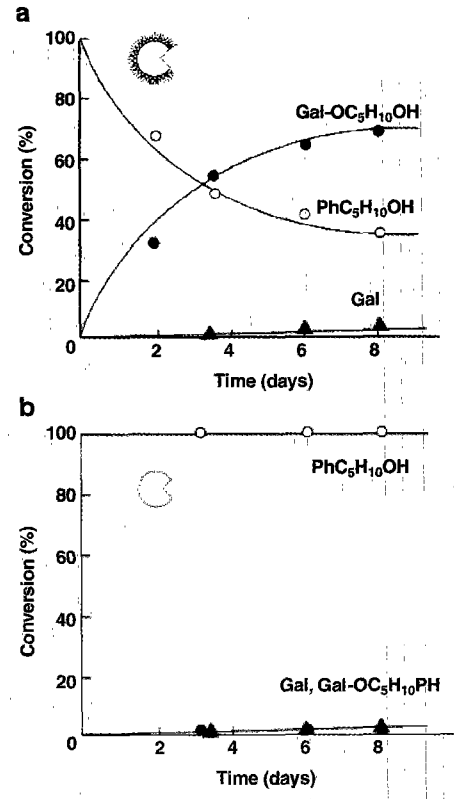 a
100
80
60
40
20
0
Conversion (%)
Gal-OC₅H₁₀OH
PhC₅H₁₀OH
Gal
2 4 6 8
Time (days)
b
100
80
60
40
20
0
Conversion (%)
PhC₅H₁₀OH
Gal, Gal-OC₅H₁₀PH
2 4 6 8
Time (days)